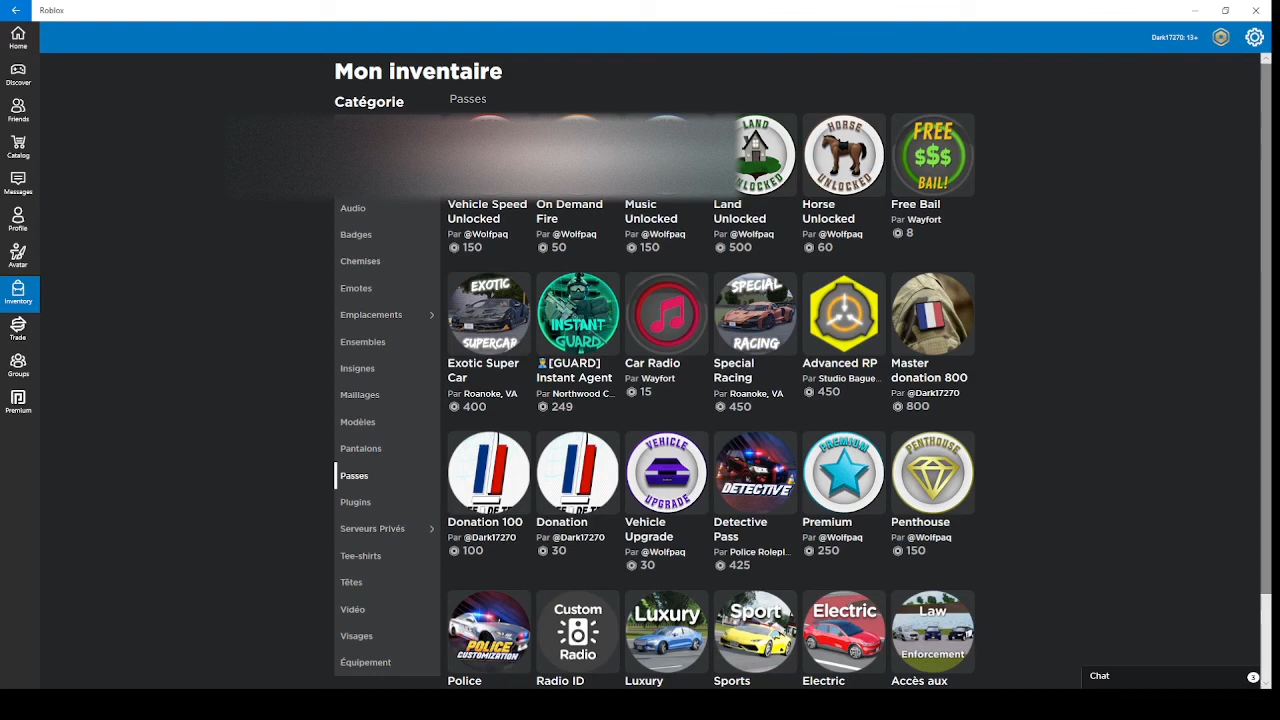 Roblox
Dark17270: 13+
Home
Discover
Friends
Catalog
Messages
Profile
Avatar
Inventory
Trade
Groups
Premium
Mon inventaire
Catégorie
Passes
Audio
Badges
Chemises
Emotes
Emplacements
Ensembles
Insignes
Maillages
Modèles
Pantalons
Passes
Plugins
Serveurs Privés
Tee-shirts
Têtes
Vidéo
Visages
Équipement
Vehicle Speed
Unlocked
Par @Wolfpaq
150
On Demand
Fire
Par @Wolfpaq
50
Music
Unlocked
Par @Wolfpaq
150
LAND
UNLOCKED
Land
Unlocked
Par @Wolfpaq
500
HORSE
UNLOCKED
Horse
Unlocked
Par @Wolfpaq
60
FREE
$$$
BAIL!
Free Bail
Par Wayfort
8
EXOTIC
SUPERCAR
Exotic Super
Car
Par Roanoke, VA
400
INSTANT
GUARD
[GUARD]
Instant Agent
Par Northwood C...
249
Car Radio
Par Wayfort
15
SPECIAL
RACING
Special
Racing
Par Roanoke, VA
450
Advanced RP
Par Studio Bague...
450
Master
donation 800
Par @Dark17270
800
Donation 100
Par @Dark17270
100
Donation
Par @Dark17270
30
VEHICLE
UPGRADE
Vehicle
Upgrade
Par @Wolfpaq
30
DETECTIVE
Detective
Pass
Par Police Rolepl...
425
PREMIUM
Premium
Par @Wolfpaq
250
PENTHOUSE
Penthouse
Par @Wolfpaq
150
POLICE
CUSTOMIZATION
Police
Custom
Radio
Radio ID
Luxury
Luxury
Sport
Sports
Electric
Electric
Law
Enforcement
Accès aux
Chat
3